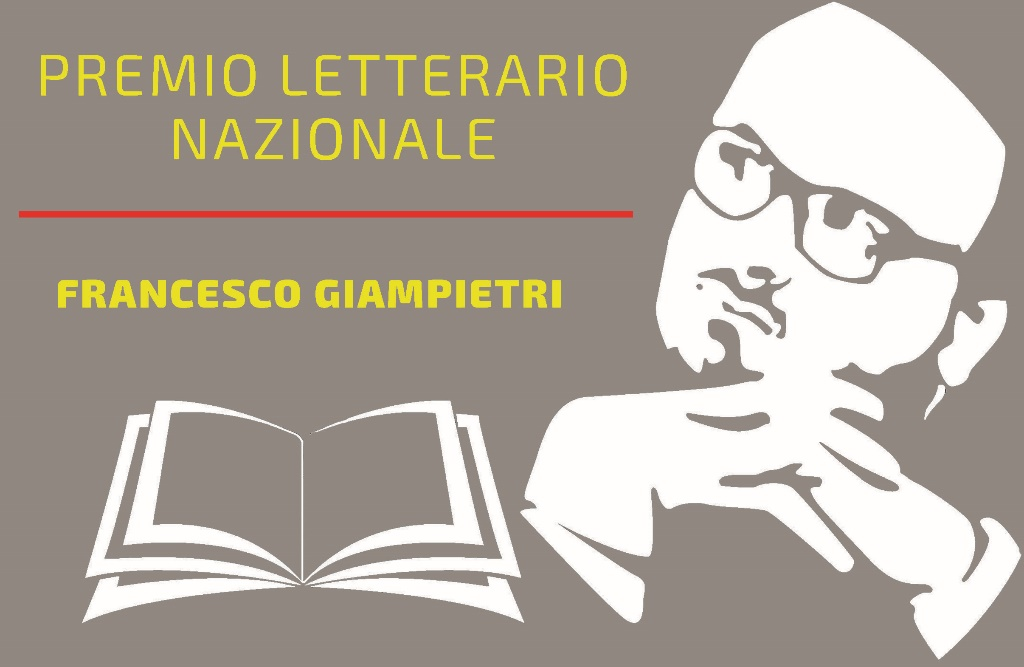 PREMIO LETTERARIO
NAZIONALE
FRANCESCO GIAMPIETRI